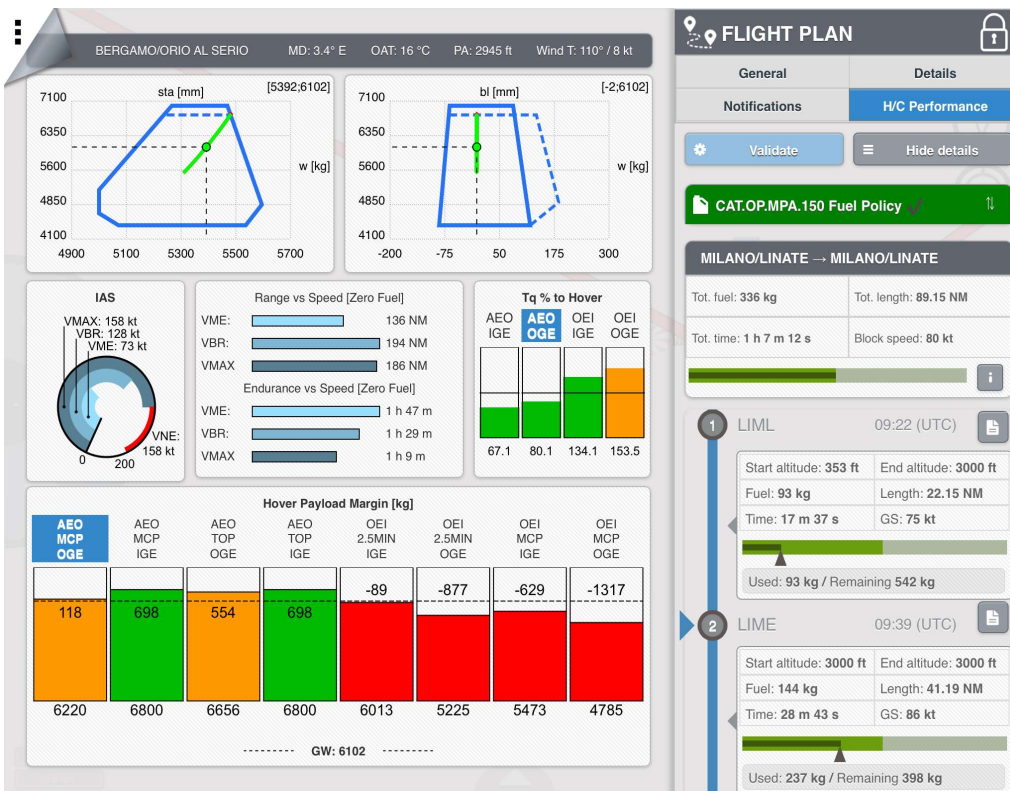 BERGAMO/ORIO AL SERIO MD: 3.4° E OAT: 16 °C PA: 2945 ft Wind T: 110° / 8 kt
sta [mm] [5392;6102]
7100
6350
5600
4850
4100
w [kg]
4900 5100 5300 5500 5700
bl [mm] [-2;6102]
7100
6350
5600
4850
4100
w [kg]
-200 -75 50 175 300
IAS
VMAX: 158 kt
VBR: 128 kt
VME: 73 kt
VNE:
158 kt
0 200
Range vs Speed [Zero Fuel]
VME: 136 NM
VBR: 194 NM
VMAX 186 NM
Endurance vs Speed [Zero Fuel]
VME: 1 h 47 m
VBR: 1 h 29 m
VMAX 1 h 9 m
Tq % to Hover
AEO AEO OEI OEI
IGE OGE IGE OGE
67.1 80.1 134.1 153.5
Hover Payload Margin [kg]
AEO AEO AEO AEO OEI OEI OEI OEI
MCP MCP TOP TOP 2.5MIN 2.5MIN MCP MCP
OGE IGE OGE IGE IGE OGE IGE OGE
118 698 554 698 -89 -877 -629 -1317
6220 6800 6656 6800 6013 5225 5473 4785
GW: 6102
FLIGHT PLAN
General Details
Notifications H/C Performance
Validate Hide details
CAT.OP.MPA.150 Fuel Policy
MILANO/LINATE → MILANO/LINATE
Tot. fuel: 336 kg Tot. length: 89.15 NM
Tot. time: 1 h 7 m 12 s Block speed: 80 kt
i
1 LIML 09:22 (UTC)
Start altitude: 353 ft End altitude: 3000 ft
Fuel: 93 kg Length: 22.15 NM
Time: 17 m 37 s GS: 75 kt
Used: 93 kg / Remaining 542 kg
2 LIME 09:39 (UTC)
Start altitude: 3000 ft End altitude: 3000 ft
Fuel: 144 kg Length: 41.19 NM
Time: 28 m 43 s GS: 86 kt
Used: 237 kg / Remaining 398 kg